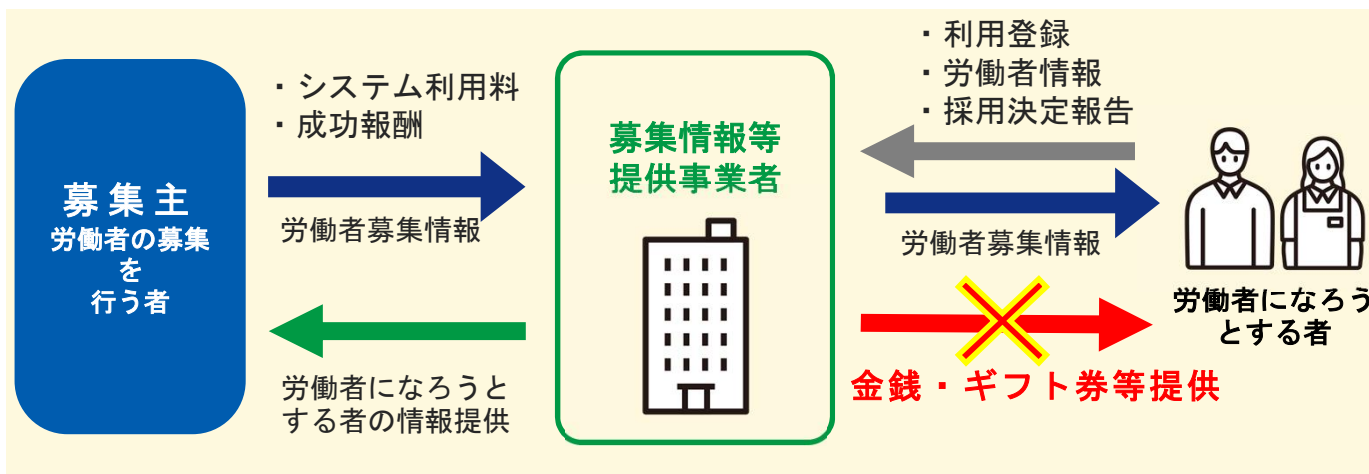 募集主
労働者の募集
を
行う者
・システム利用料
・成功報酬
労働者募集情報
労働者になろうと
する者の情報提供
募集情報等
提供事業者
・利用登録
・労働者情報
・採用決定報告
労働者募集情報
金銭・ギフト券等提供
労働者になろう
とする者